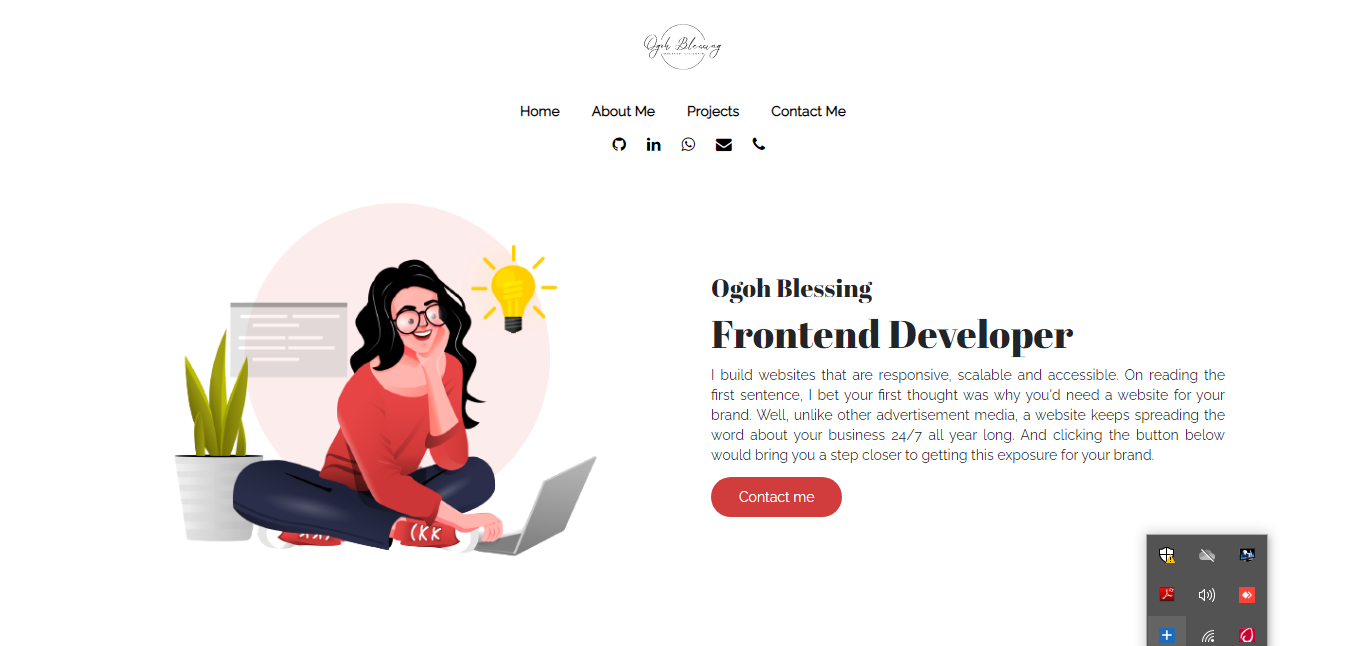 Ogoh Blessing
Home About Me Projects Contact Me
Ogoh Blessing
Frontend Developer
I build websites that are responsive, scalable and accessible. On reading the
first sentence, I bet your first thought was why you'd need a website for your
brand. Well, unlike other advertisement media, a website keeps spreading the
word about your business 24/7 all year long. And clicking the button below
would bring you a step closer to getting this exposure for your brand.
Contact me